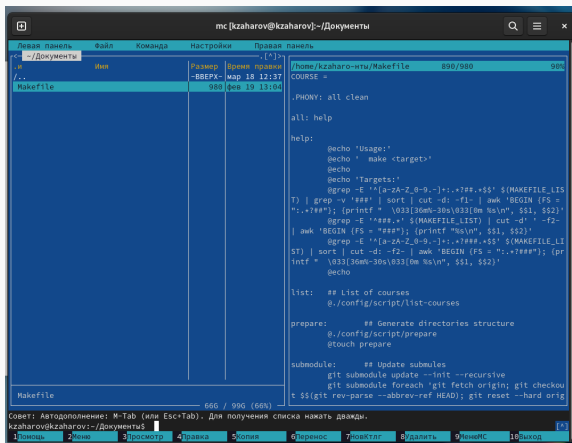 mc [kzaharov@kzaharov]:~/Документы
Левая панель Файл Команда Настройки Правая панель
~/Документы .[^]>
.и Имя Размер Время правки
/.. -ВВЕРХ- мар 18 12:37
Makefile 980 фев 19 13:04
Makefile
66G / 99G (66%)
/home/kzaharo~нты/Makefile 890/980 90%
COURSE =
.PHONY: all clean
all: help
help:
@echo 'Usage:'
@echo ' make <target>'
@echo
@echo 'Targets:'
@grep -E '^[a-zA-Z_0-9.-]+:.*?##.*$$' $(MAKEFILE_LIS
T) | grep -v '###' | sort | cut -d: -f1- | awk 'BEGIN {FS =
":.*?##"}; {printf " \033[36m%-30s\033[0m %s\n", $$1, $$2}'
@grep -E '^###.*' $(MAKEFILE_LIST) | cut -d' ' -f2-
| awk 'BEGIN {FS = "###"}; {printf "%s\n", $$1, $$2}'
@grep -E '^[a-zA-Z_0-9.-]+:.*?###.*$$' $(MAKEFILE_LI
ST) | sort | cut -d: -f2- | awk 'BEGIN {FS = ":.*?###"}; {pr
intf " \033[36m%-30s\033[0m %s\n", $$1, $$2}'
@echo
list: ## List of courses
@./config/script/list-courses
prepare: ## Generate directories structure
@./config/script/prepare
@touch prepare
submodule: ## Update submules
git submodule update --init --recursive
git submodule foreach 'git fetch origin; git checkou
t $$(git rev-parse --abbrev-ref HEAD); git reset --hard orig
Совет: Автодополнение: M-Tab (или Esc+Tab). Для получения списка нажать дважды.
kzaharov@kzaharov:~/Документы$ [^]
1Помощь 2Меню 3Просмотр 4Правка 5Копия 6Перенос 7НовКтлг 8Удалить 9МенюMC 10Выход